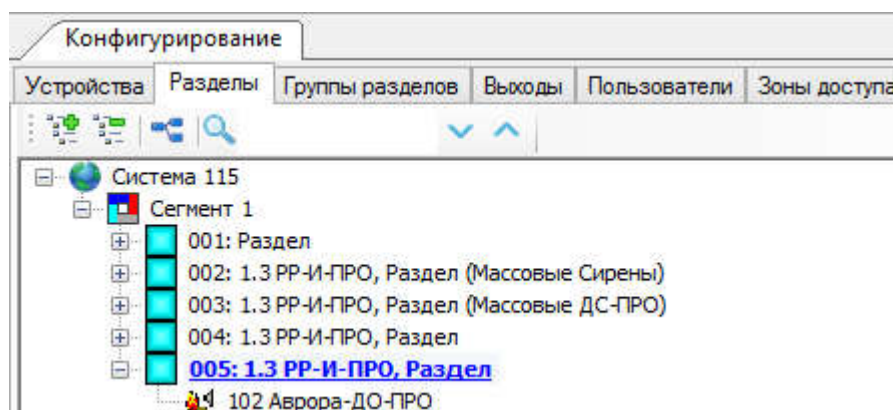 Конфигурирование
Устройства Разделы Группы разделов Выходы Пользователи Зоны доступа
Система 115
Сегмент 1
001: Раздел
002: 1.3 РР-И-ПРО, Раздел (Массовые Сирены)
003: 1.3 РР-И-ПРО, Раздел (Массовые ДС-ПРО)
004: 1.3 РР-И-ПРО, Раздел
005: 1.3 РР-И-ПРО, Раздел
102 Аврора-ДО-ПРО